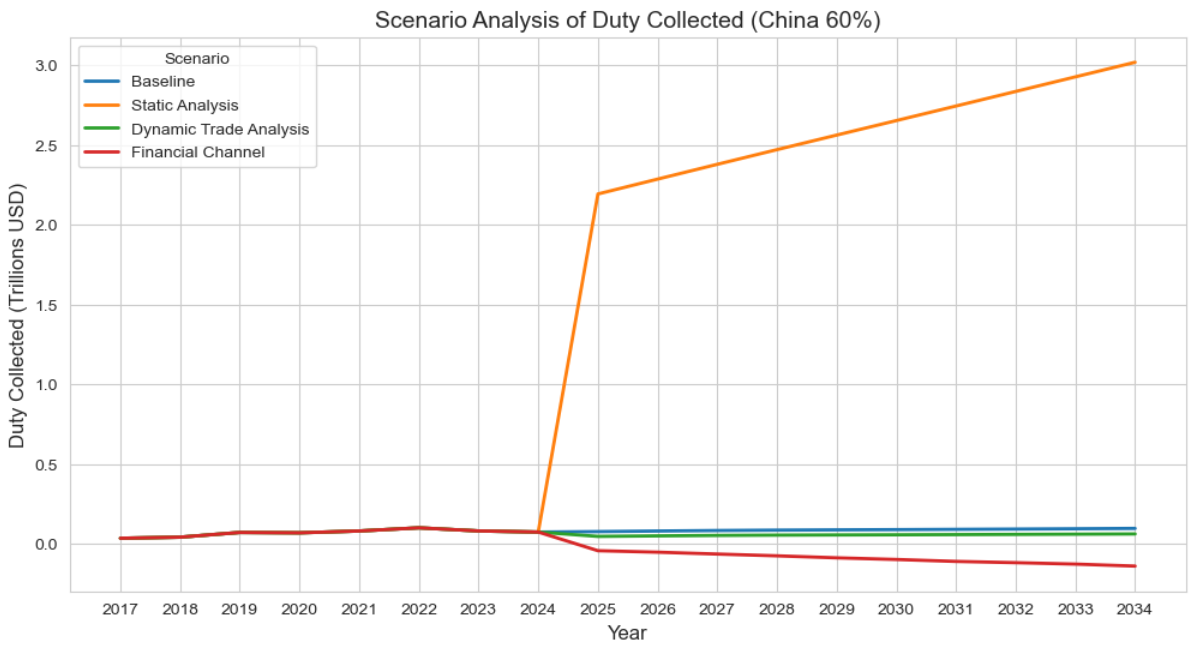 Scenario Analysis of Duty Collected (China 60%)
Scenario
Baseline
Static Analysis
Dynamic Trade Analysis
Financial Channel
Duty Collected (Trillions USD)
3.0
2.5
2.0
1.5
1.0
0.5
0.0
2017 2018 2019 2020 2021 2022 2023 2024 2025 2026 2027 2028 2029 2030 2031 2032 2033 2034
Year